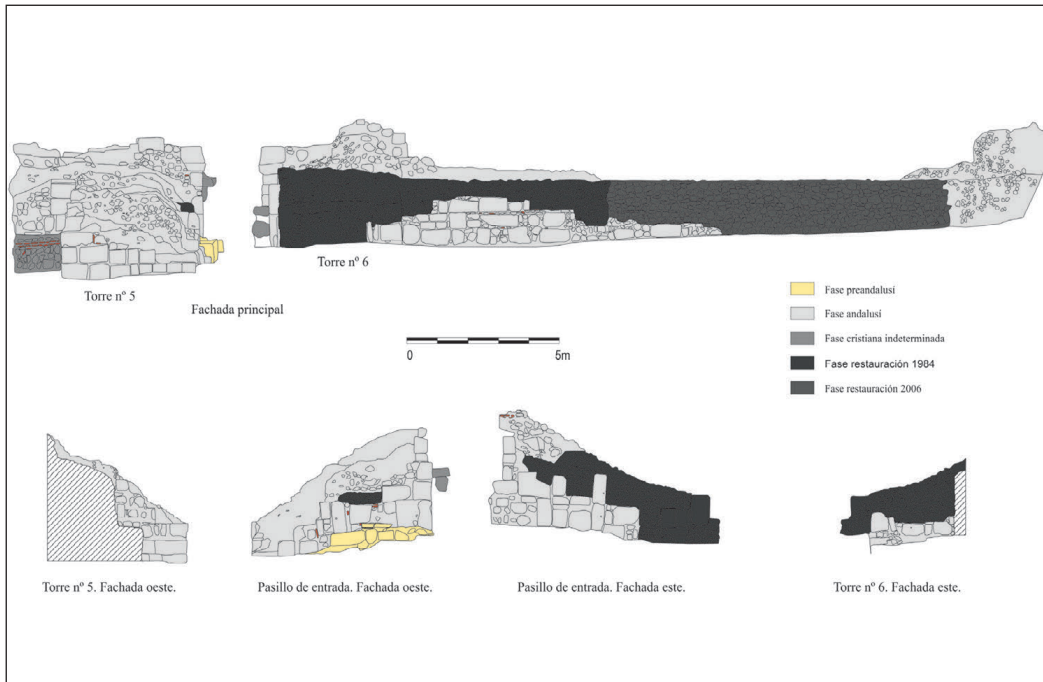 Torre nº 5
Torre nº 6
Fachada principal
0
5m
Fase preandalusí
Fase andalusí
Fase cristiana indeterminada
Fase restauración 1984
Fase restauración 2006
Torre nº 5. Fachada oeste.
Pasillo de entrada. Fachada oeste.
Pasillo de entrada. Fachada este.
Torre nº 6. Fachada este.